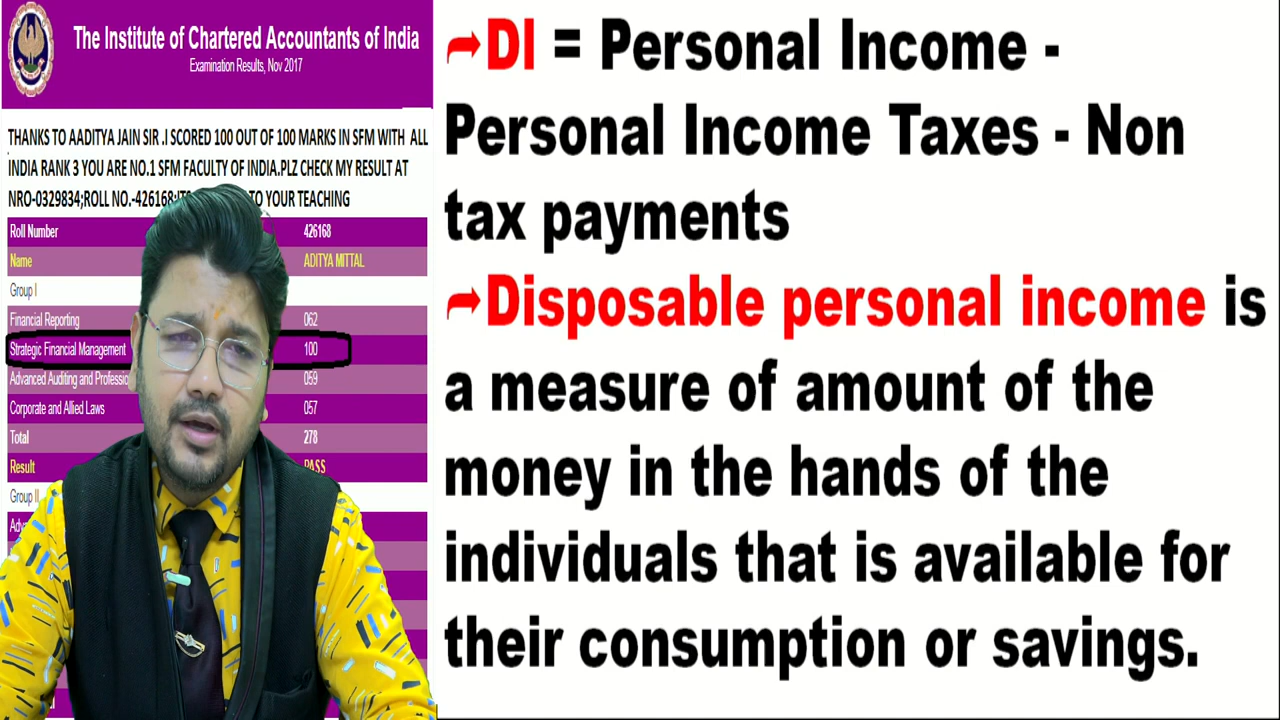 The Institute of Chartered Accountants of India
Examination Results, Nov 2017
THANKS TO AADITYA JAIN SIR .I SCORED 100 OUT OF 100 MARKS IN SFM WITH ALL
INDIA RANK 3 YOU ARE NO.1 SFM FACULTY OF INDIA.PLZ CHECK MY RESULT AT
NRO-0329834;ROLL NO.-426168; TO YOUR TEACHING
Roll Number 426168
Name ADITYA MITTAL
Group I
Financial Reporting 062
Strategic Financial Management 100
Advanced Auditing and Professio 059
Corporate and Allied Laws 057
Total 278
Result PASS
Group II
➦DI = Personal Income -
Personal Income Taxes - Non
tax payments
➦Disposable personal income is
a measure of amount of the
money in the hands of the
individuals that is available for
their consumption or savings.